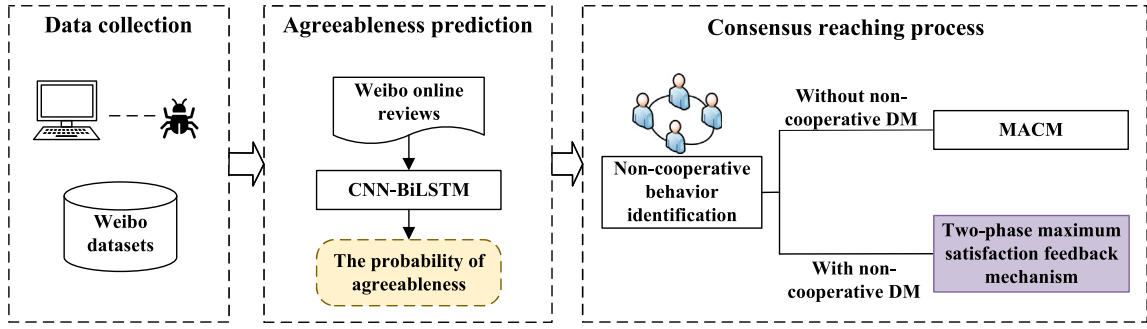 Data collection
Weibo
datasets
Agreeableness prediction
Weibo online
reviews
CNN-BiLSTM
The probability of
agreeableness
Consensus reaching process
Non-cooperative
behavior
identification
Without non-
cooperative DM
MACM
With non-
cooperative DM
Two-phase maximum
satisfaction feedback
mechanism